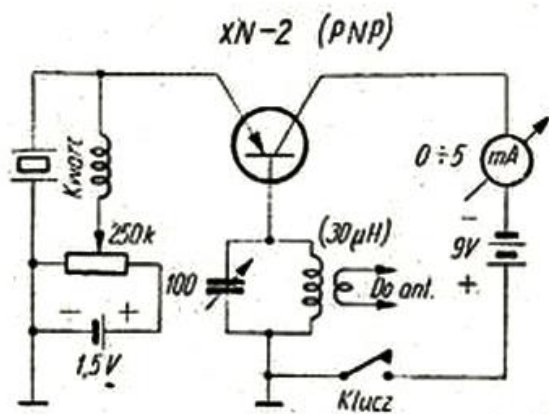 XN-2 (PNP)
Kwarc
250k
- +
1,5V
100
(30μH)
Do ant.
0÷5
mA
-
9V
+
Klucz